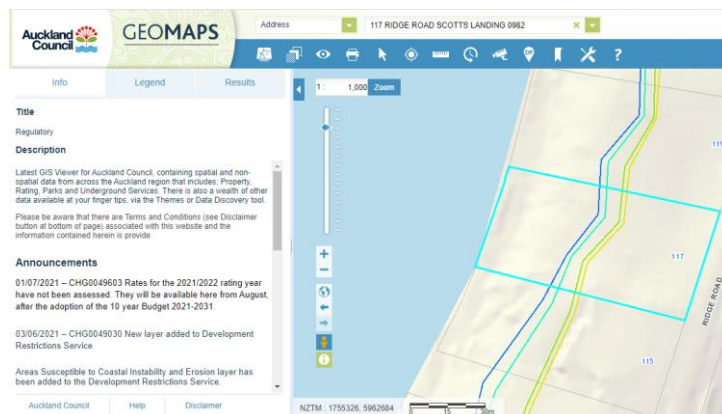 Auckland Council
GEOMAPS
Address
117 RIDGE ROAD SCOTTS LANDING 0982
DP
?
Info
Legend
Results
1 :
1,000
Zoom
Title
Regulatory
Description
Latest GIS Viewer for Auckland Council, containing spatial and non-
spatial data from across the Auckland region that includes; Property,
Rating, Parks and Underground Services. There is also a wealth of other
data available at your finger tips, via the Themes or Data Discovery tool.
Please be aware that there are Terms and Conditions (see Disclaimer
button at bottom of page) associated with this website and the
information contained herein is provide
Announcements
01/07/2021 – CHG0049603 Rates for the 2021/2022 rating year
have not been assessed. They will be available here from August,
after the adoption of the 10 year Budget 2021-2031.
03/06/2021 – CHG0049030 New layer added to Development
Restrictions Service
Areas Susceptible to Coastal Instability and Erosion layer has
been added to the Development Restrictions Service.
Auckland Council
Help
Disclaimer
117
115
RIDGE ROAD
NZTM : 1755326, 5962684
0
15
30m